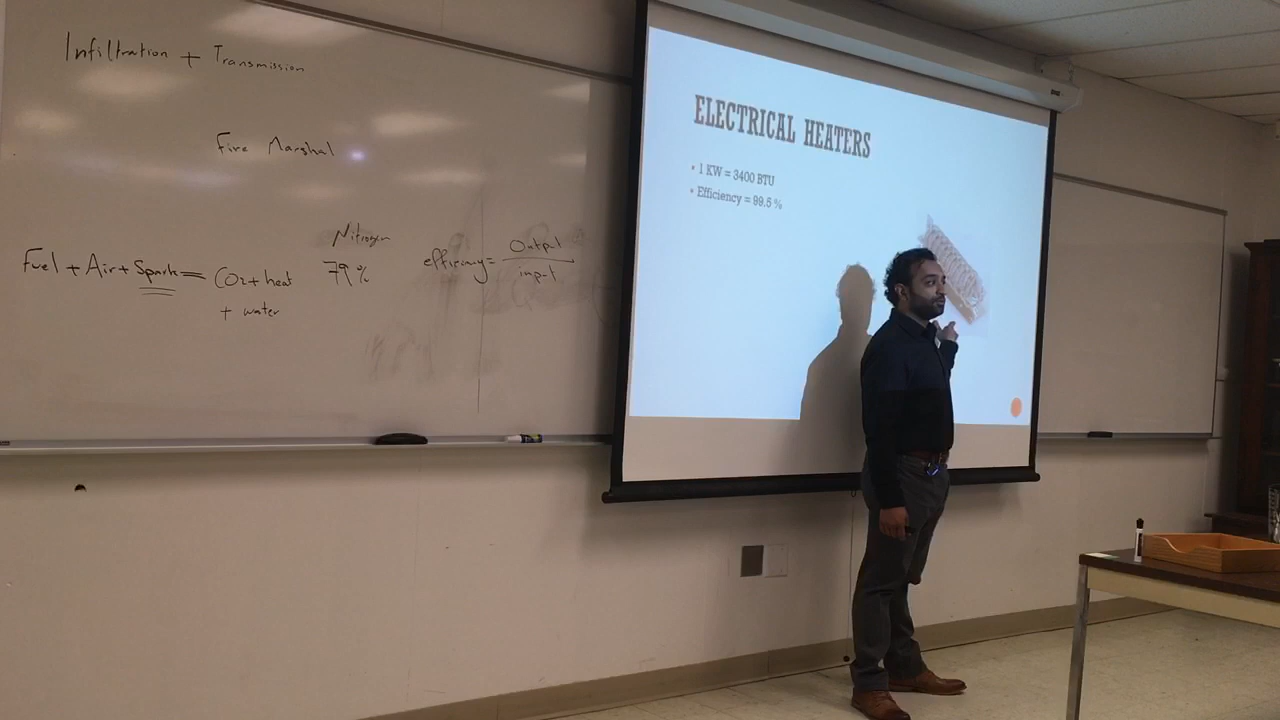 Infiltration + Transmission
Fire Marshal
Nitrogen
79%
Fuel + Air + Spark = CO2 + heat
+ water
efficiency = Output
input
ELECTRICAL HEATERS
• 1 KW = 3400 BTU
• Efficiency = 99.5 %